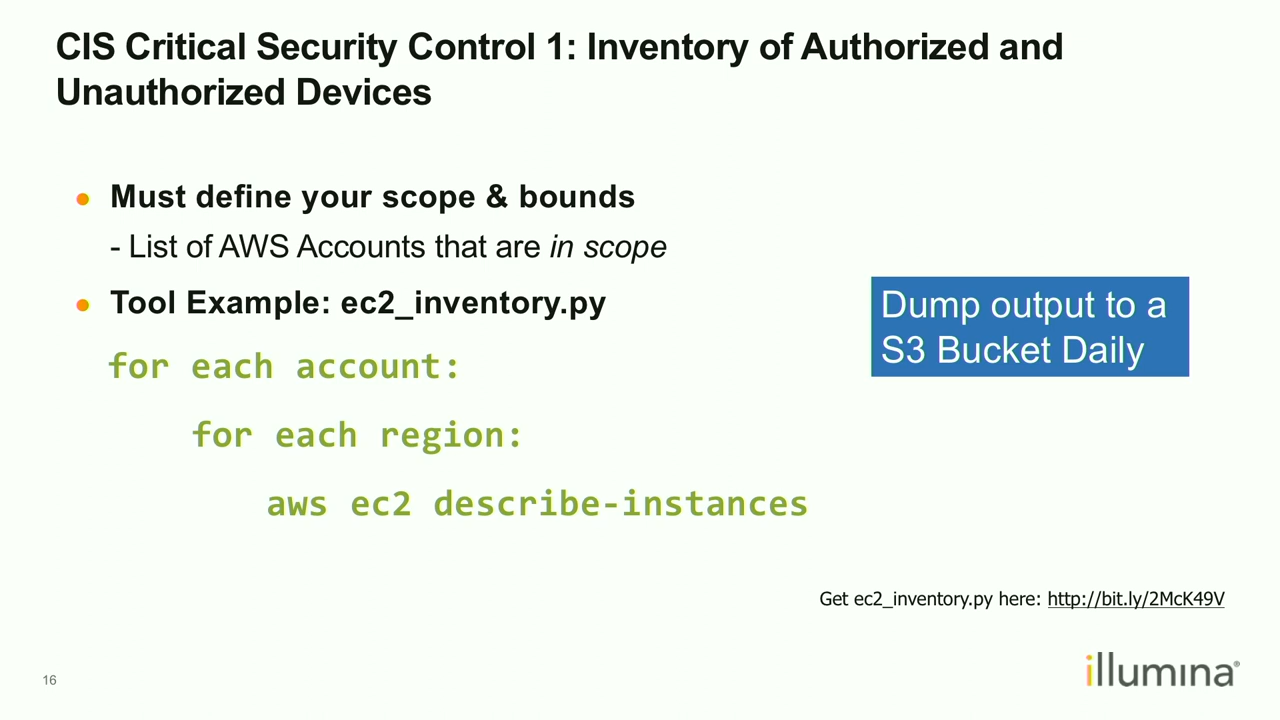 CIS Critical Security Control 1: Inventory of Authorized and
Unauthorized Devices
● Must define your scope & bounds
- List of AWS Accounts that are in scope
● Tool Example: ec2_inventory.py
for each account:
for each region:
aws ec2 describe-instances
Dump output to a
S3 Bucket Daily
Get ec2_inventory.py here: http://bit.ly/2McK49V
16
illumina®